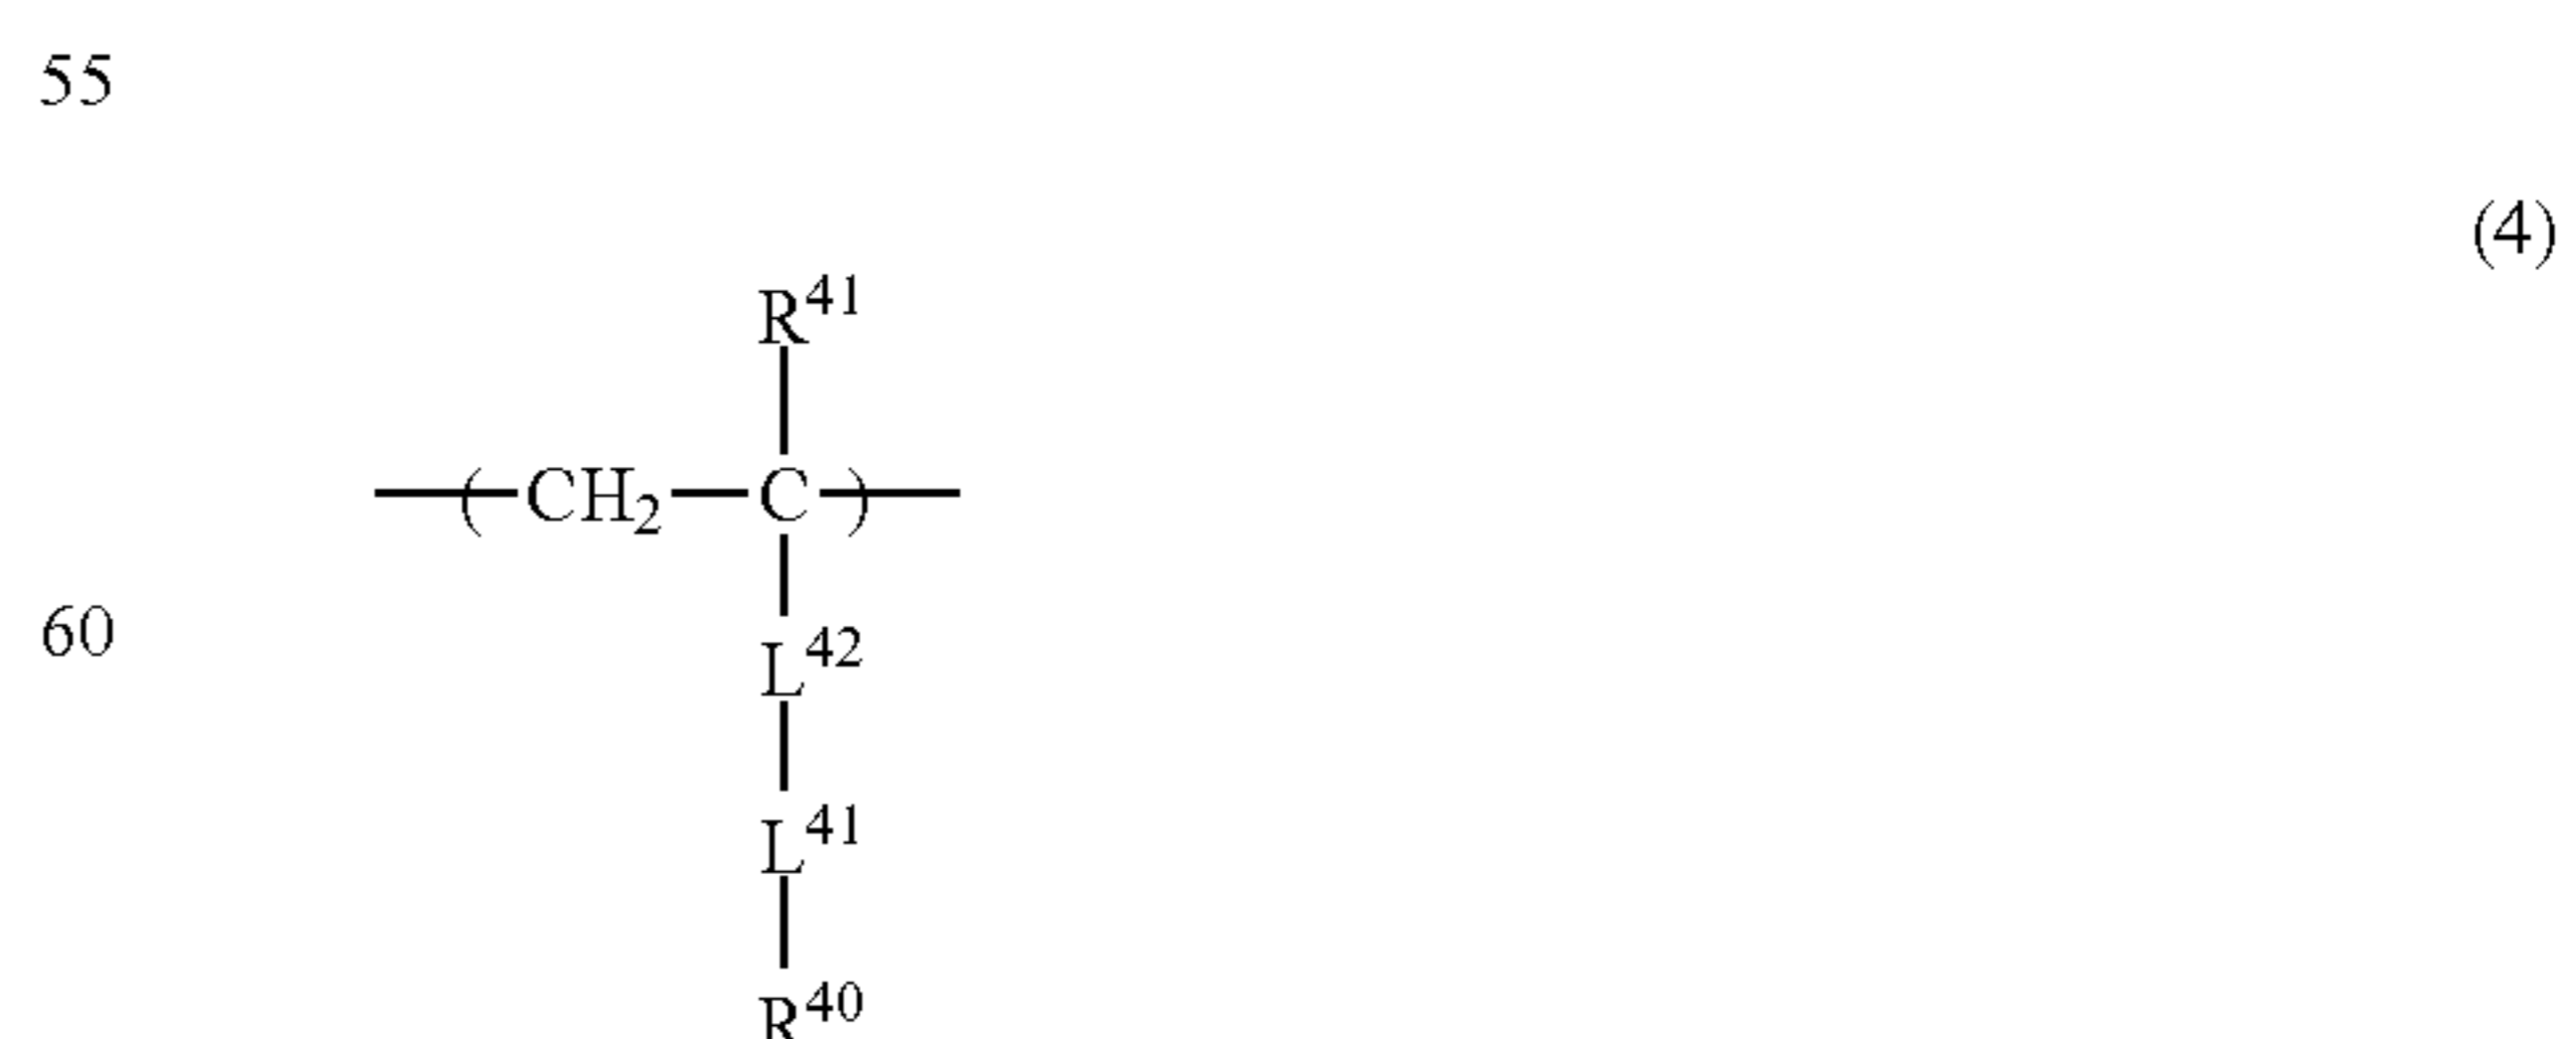 55
(4)
R⁴¹
—( CH₂—C )—
60
L⁴²
L⁴¹
R⁴⁰